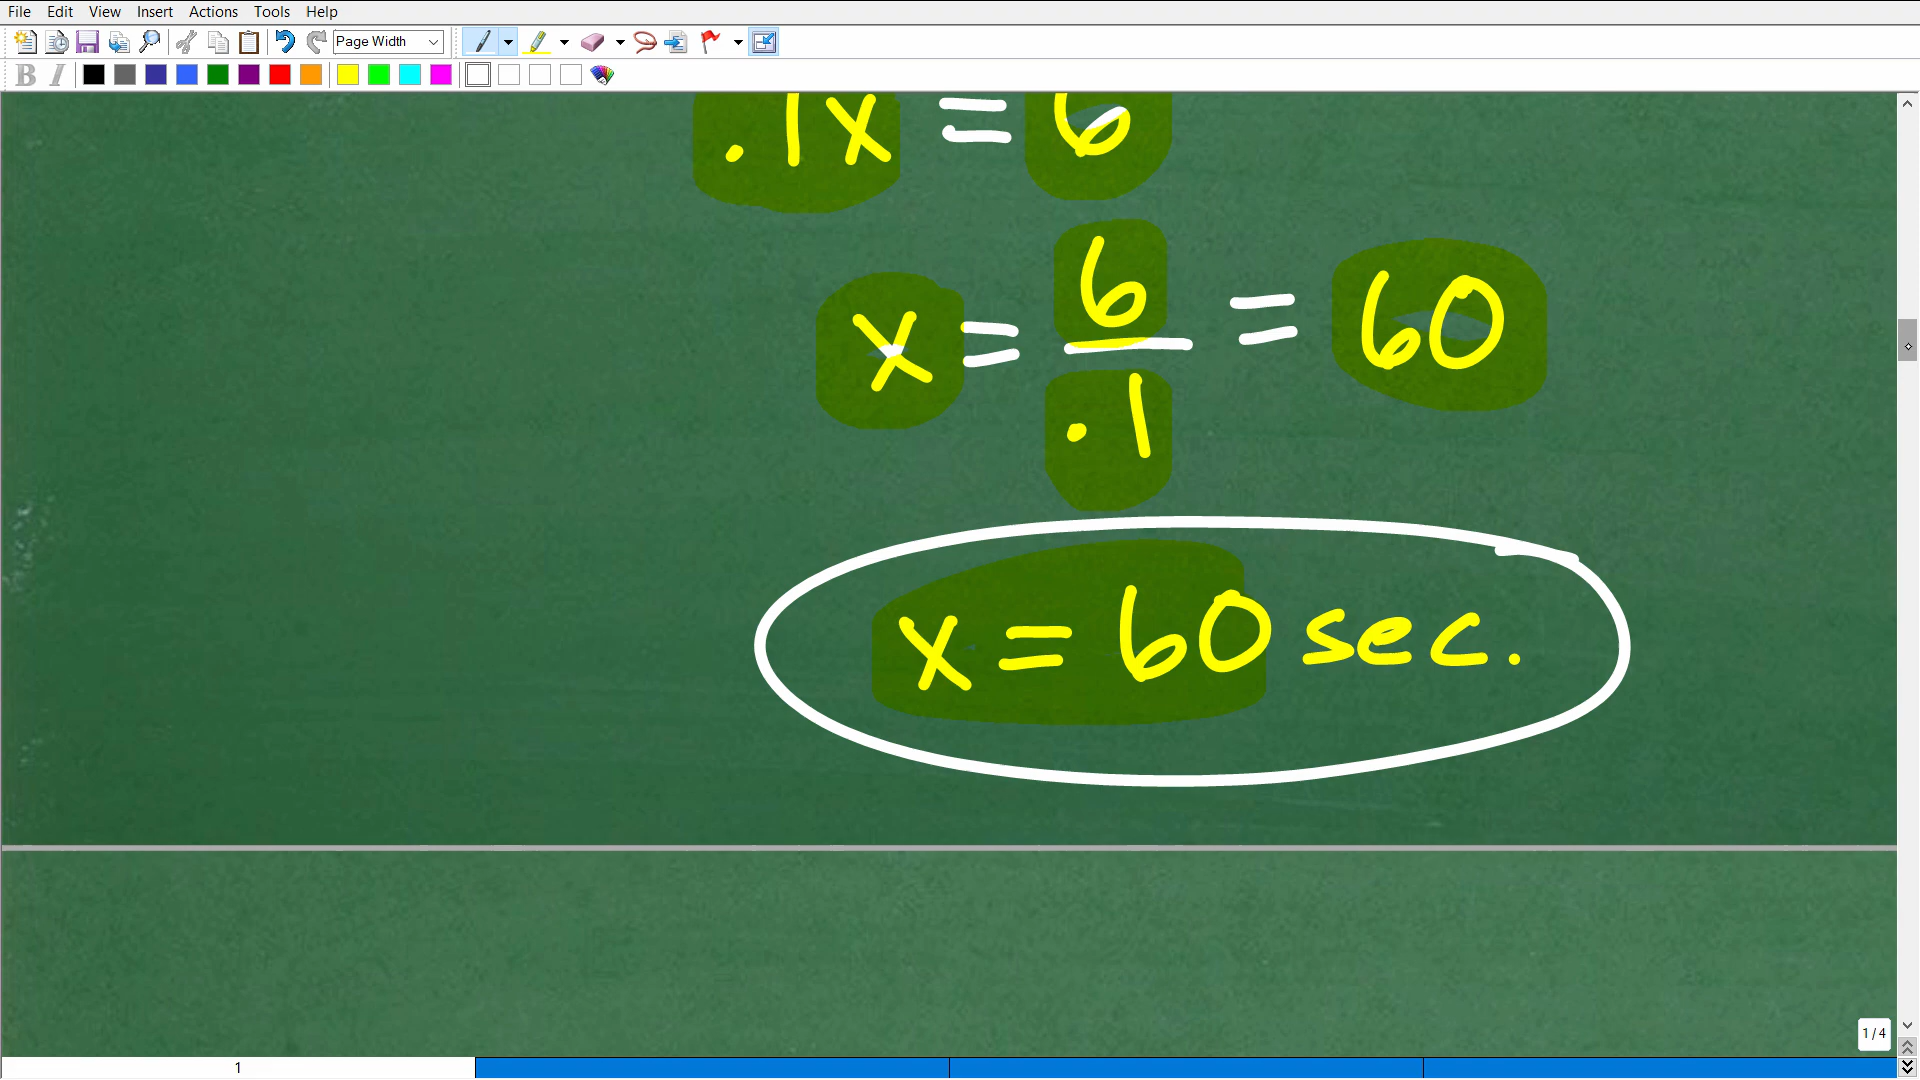 File Edit View Insert Actions Tools Help
Page Width
B I
.1x = 6
x = 6/.1 = 60
x = 60 sec.
1 / 4
1